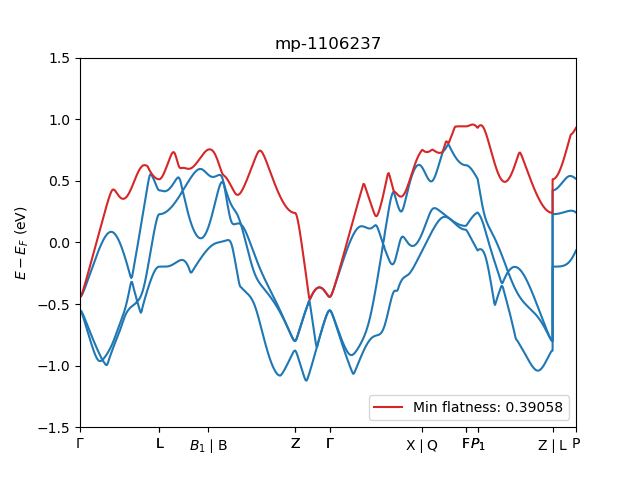 mp-1106237
E − E_F (eV)
1.5
1.0
0.5
0.0
−0.5
−1.0
−1.5
Min flatness: 0.39058
Γ L B₁ | B Z Γ X | Q F P₁ Z | L P